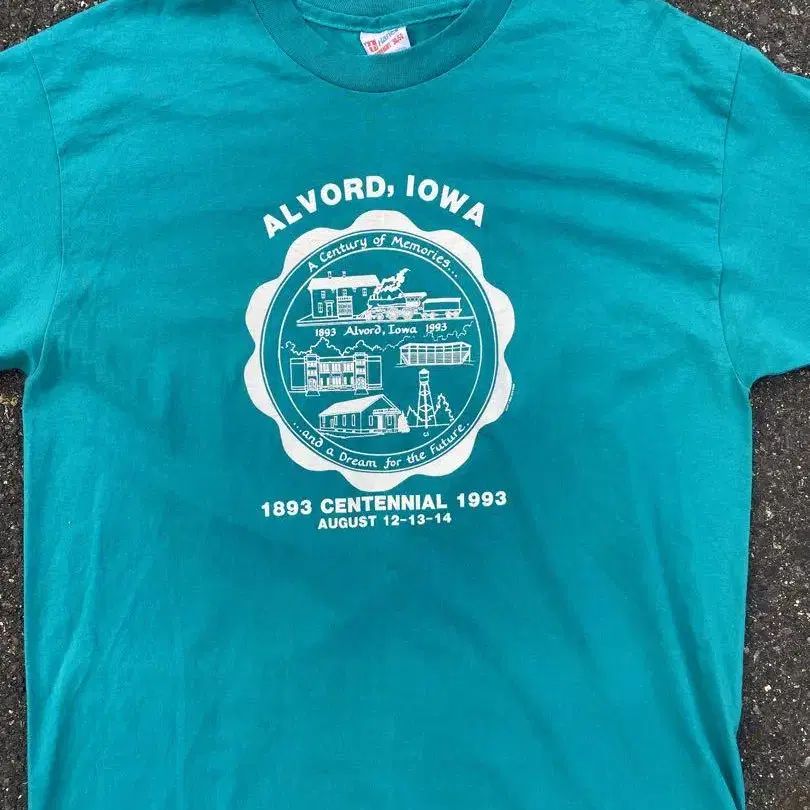 Hanes
ALVORD, IOWA
A Century of Memories...
1893 Alvord, Iowa 1993
...and a Dream for the Future.
1893 CENTENNIAL 1993
AUGUST 12-13-14